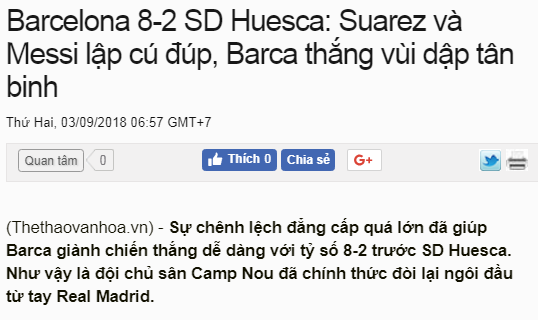 Barcelona 8-2 SD Huesca: Suarez và
Messi lập cú đúp, Barca thắng vùi dập tân
binh
Thứ Hai, 03/09/2018 06:57 GMT+7
Quan tâm 0 Thích 0 Chia sẻ G+
(Thethaovanhoa.vn) - Sự chênh lệch đẳng cấp quá lớn đã giúp
Barca giành chiến thắng dễ dàng với tỷ số 8-2 trước SD Huesca.
Như vậy là đội chủ sân Camp Nou đã chính thức đòi lại ngôi đầu
từ tay Real Madrid.